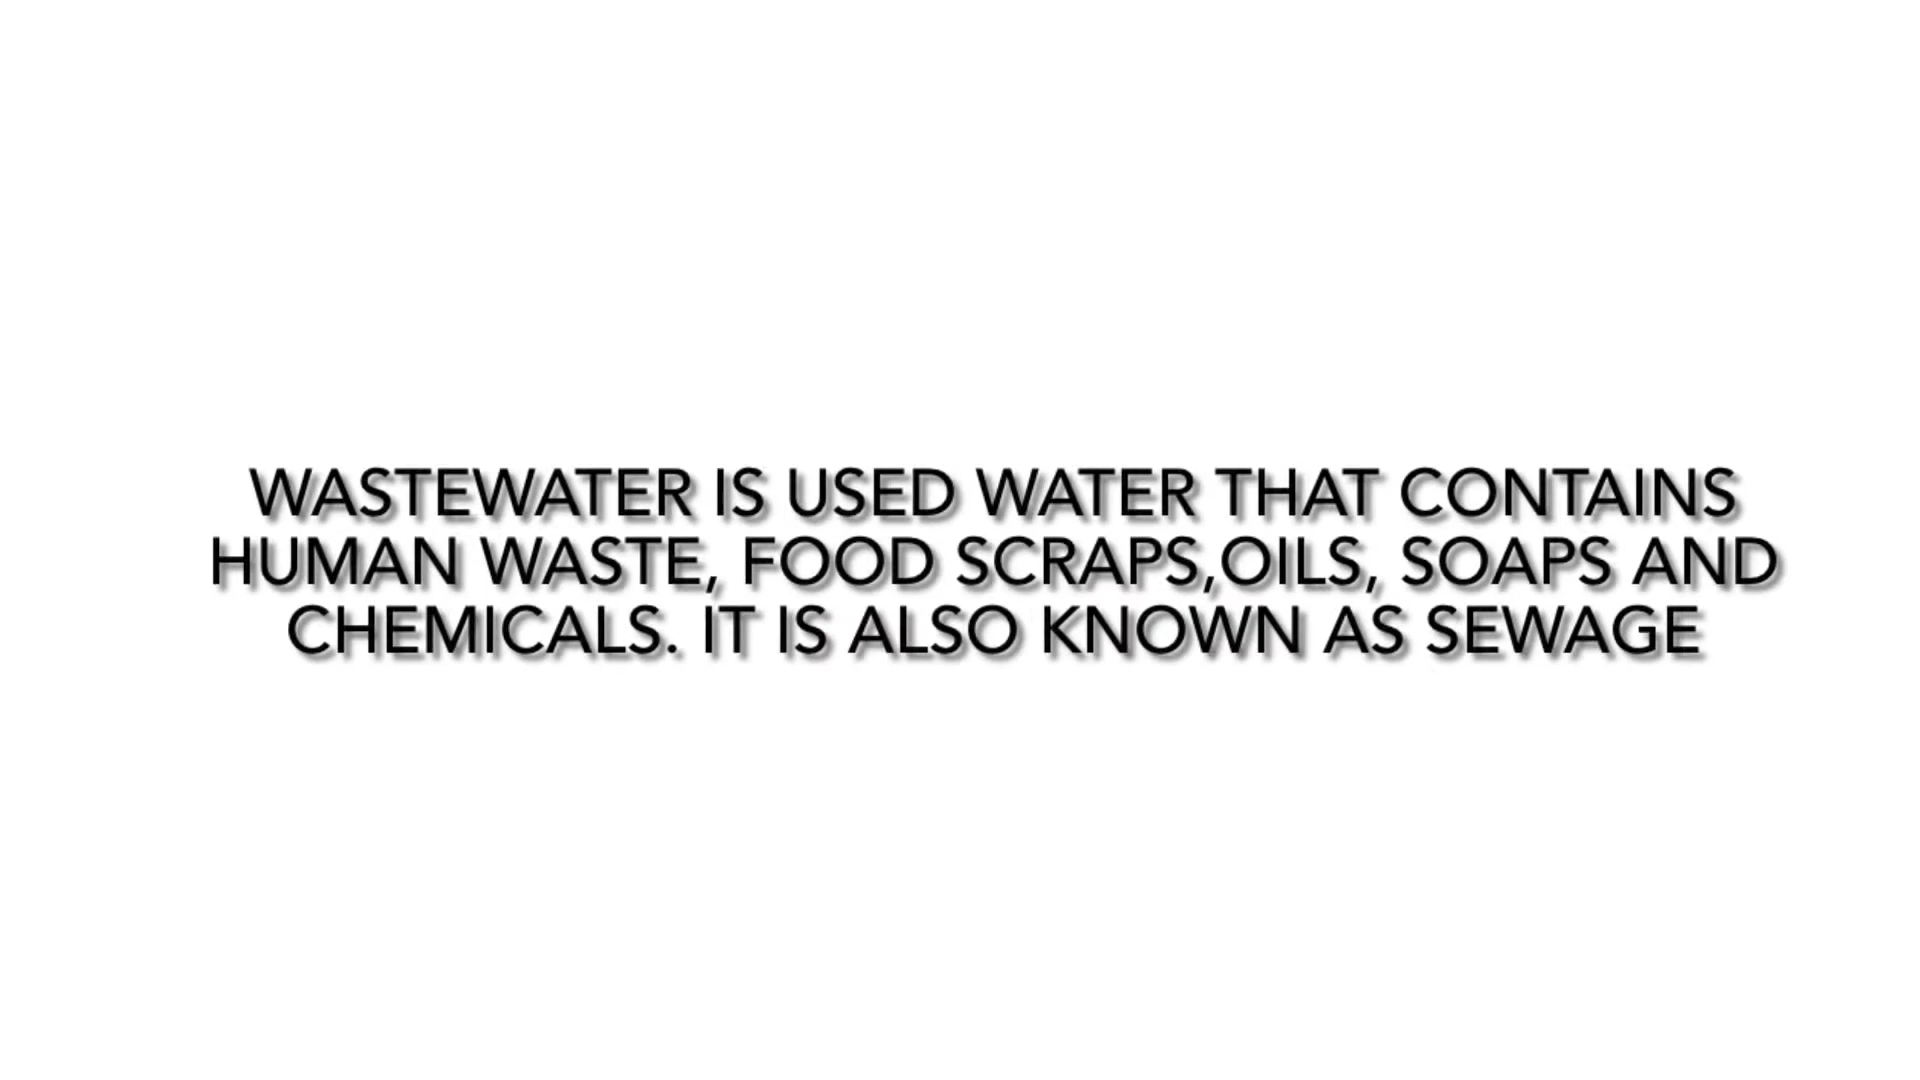 WASTEWATER IS USED WATER THAT CONTAINS
HUMAN WASTE, FOOD SCRAPS,OILS, SOAPS AND
CHEMICALS. IT IS ALSO KNOWN AS SEWAGE